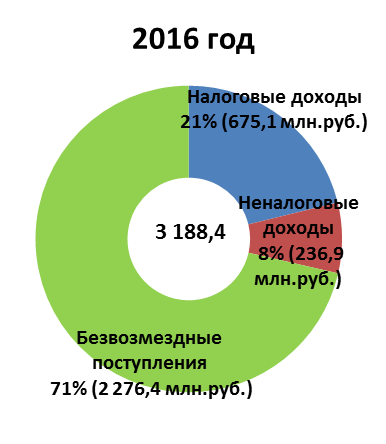 2016 год
Налоговые доходы
21% (675,1 млн.руб.)
Неналоговые
доходы
8% (236,9
млн.руб.)
3 188,4
Безвозмездные
поступления
71% (2 276,4 млн.руб.)